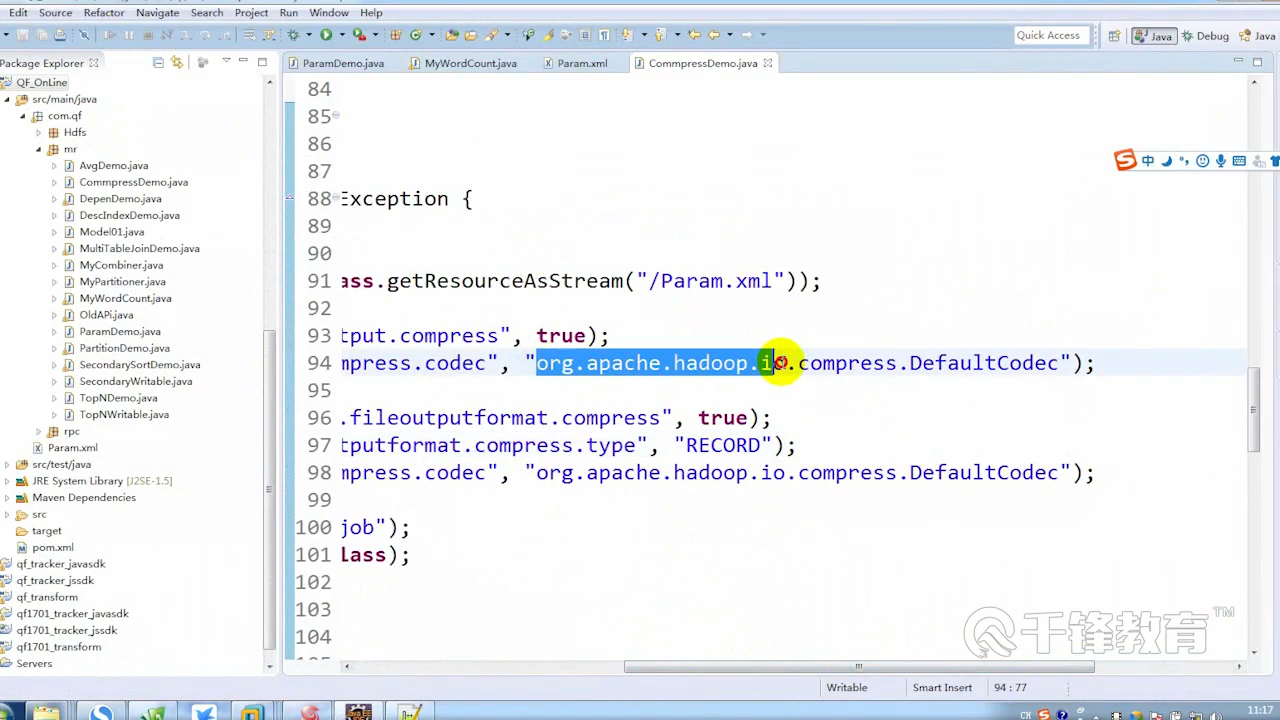 Edit Source Refactor Navigate Search Project Run Window Help
Quick Access
Java
Debug
Java
Package Explorer
QF_OnLine
src/main/java
com.qf
Hdfs
mr
AvgDemo.java
CommpressDemo.java
DepenDemo.java
DescIndexDemo.java
Model01.java
MultiTableJoinDemo.java
MyCombiner.java
MyPartitioner.java
MyWordCount.java
OldAPi.java
ParamDemo.java
PartitionDemo.java
SecondarySortDemo.java
SecondaryWritable.java
TopNDemo.java
TopNWritable.java
rpc
Param.xml
src/test/java
JRE System Library [J2SE-1.5]
Maven Dependencies
src
target
pom.xml
qf_tracker_javasdk
qf_tracker_jssdk
qf_transform
qf1701_tracker_javasdk
qf1701_tracker_jssdk
qf1701_transform
Servers
ParamDemo.java MyWordCount.java Param.xml CommpressDemo.java
84
85
86
87
88 Exception {
89
90
91 ass.getResourceAsStream("/Param.xml"));
92
93 tput.compress", true);
94 mpress.codec", "org.apache.hadoop.io.compress.DefaultCodec");
95
96 .fileoutputformat.compress", true);
97 tputformat.compress.type", "RECORD");
98 mpress.codec", "org.apache.hadoop.io.compress.DefaultCodec");
99
100 job");
101 lass);
102
103
104
中
千锋教育™
Writable Smart Insert 94 : 77
CH
11:17